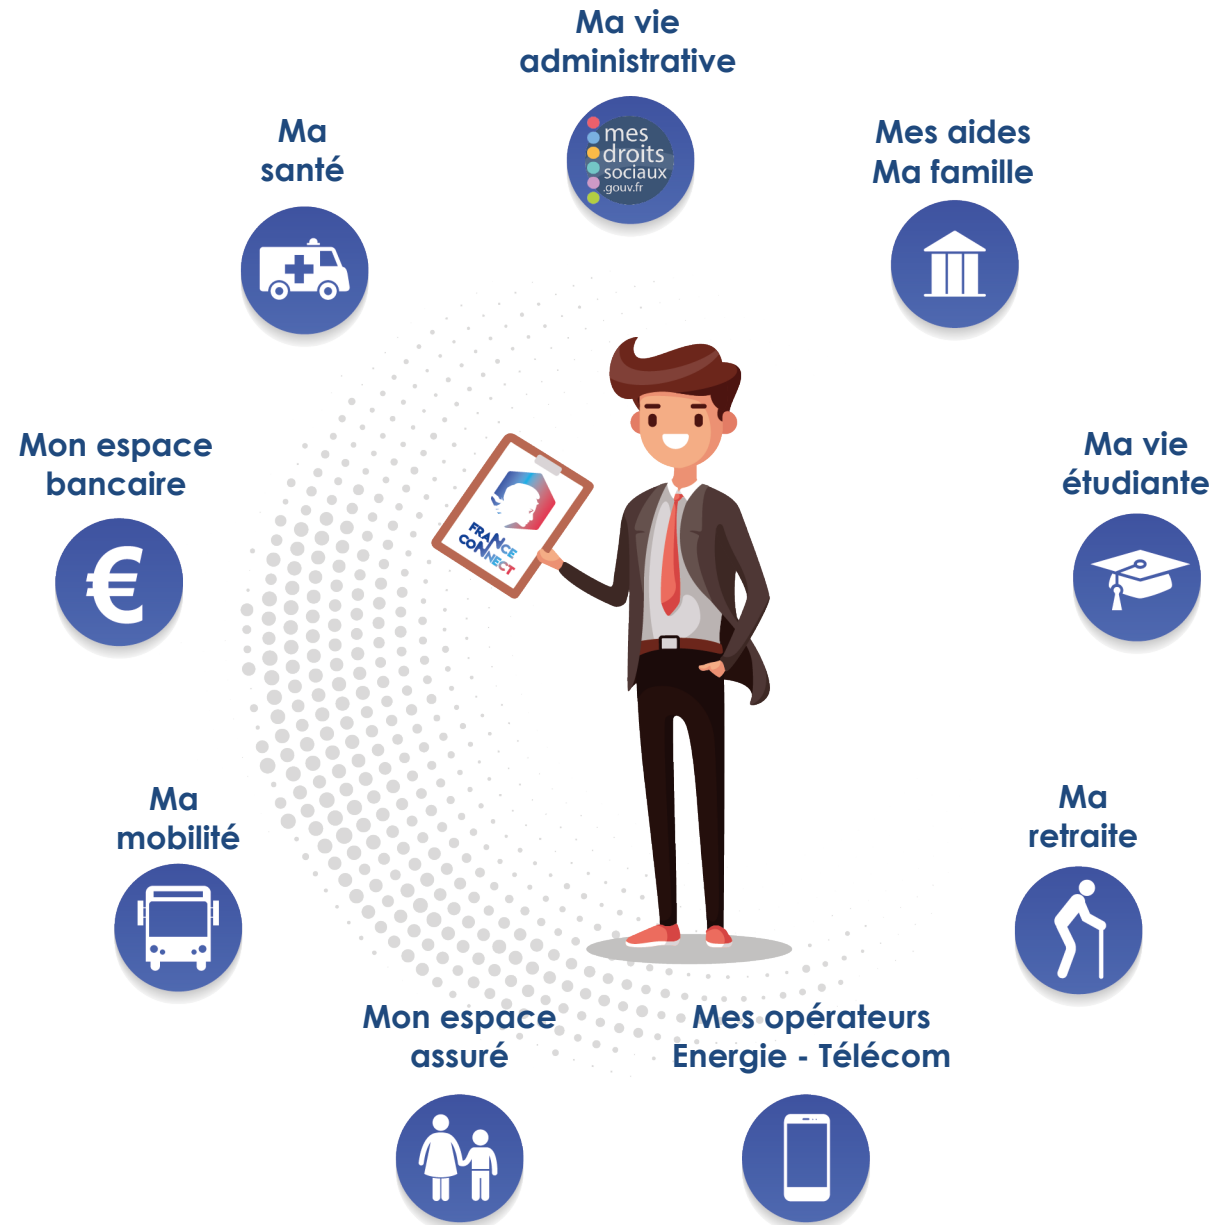 Ma vie
administrative
mes
droits
sociaux
.gouv.fr
Ma
santé
Mes aides
Ma famille
Mon espace
bancaire
€
FRANCE
CONNECT
Ma vie
étudiante
Ma
mobilité
Ma
retraite
Mon espace
assuré
Mes opérateurs
Energie - Télécom